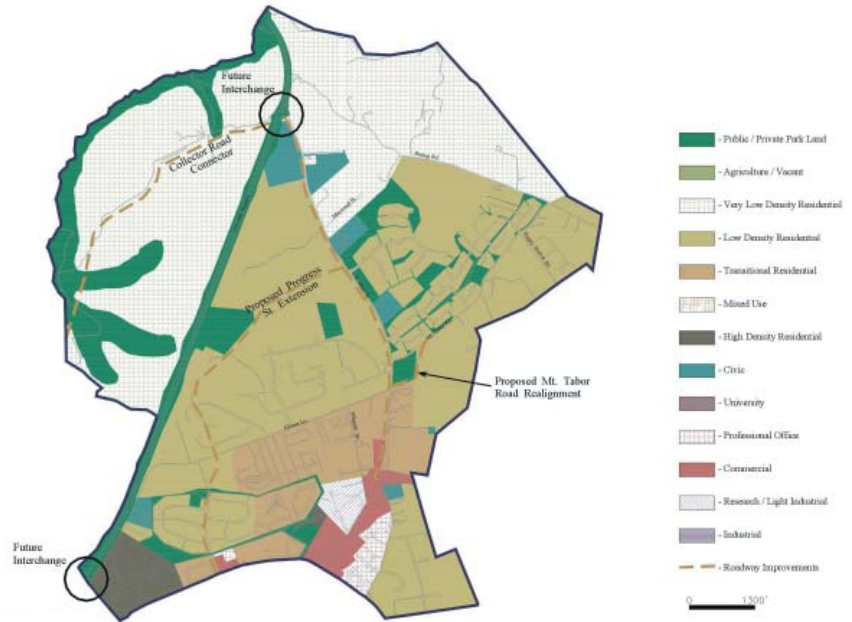 Future
Interchange
Collector Road
Connector
Proposed Progress
St. Extension
Proposed Mt. Tabor
Road Realignment
Future
Interchange
- Public / Private Park Land
- Agriculture / Vacant
- Very Low Density Residential
- Low Density Residential
- Transitional Residential
- Mixed Use
- High Density Residential
- Civic
- University
- Professional Office
- Commercial
- Research / Light Industrial
- Industrial
- Roadway Improvements
0 1300'